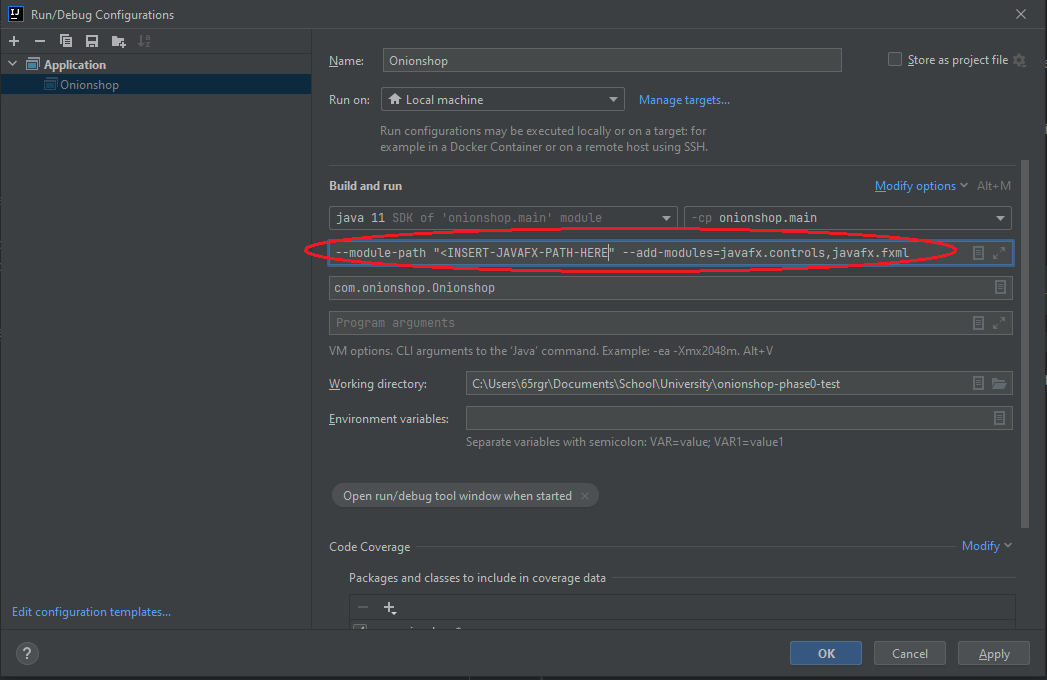 IJ Run/Debug Configurations
Application
Onionshop
Name: Onionshop Store as project file
Run on: Local machine Manage targets...
Run configurations may be executed locally or on a target: for
example in a Docker Container or on a remote host using SSH.
Build and run Modify options Alt+M
java 11 SDK of 'onionshop.main' module -cp onionshop.main
--module-path "<INSERT-JAVAFX-PATH-HERE" --add-modules=javafx.controls,javafx.fxml
com.onionshop.Onionshop
Program arguments
VM options. CLI arguments to the 'Java' command. Example: -ea -Xmx2048m. Alt+V
Working directory: C:\Users\65rgr\Documents\School\University\onionshop-phase0-test
Environment variables:
Separate variables with semicolon: VAR=value; VAR1=value1
Open run/debug tool window when started
Code Coverage Modify
Packages and classes to include in coverage data
Edit configuration templates...
? OK Cancel Apply